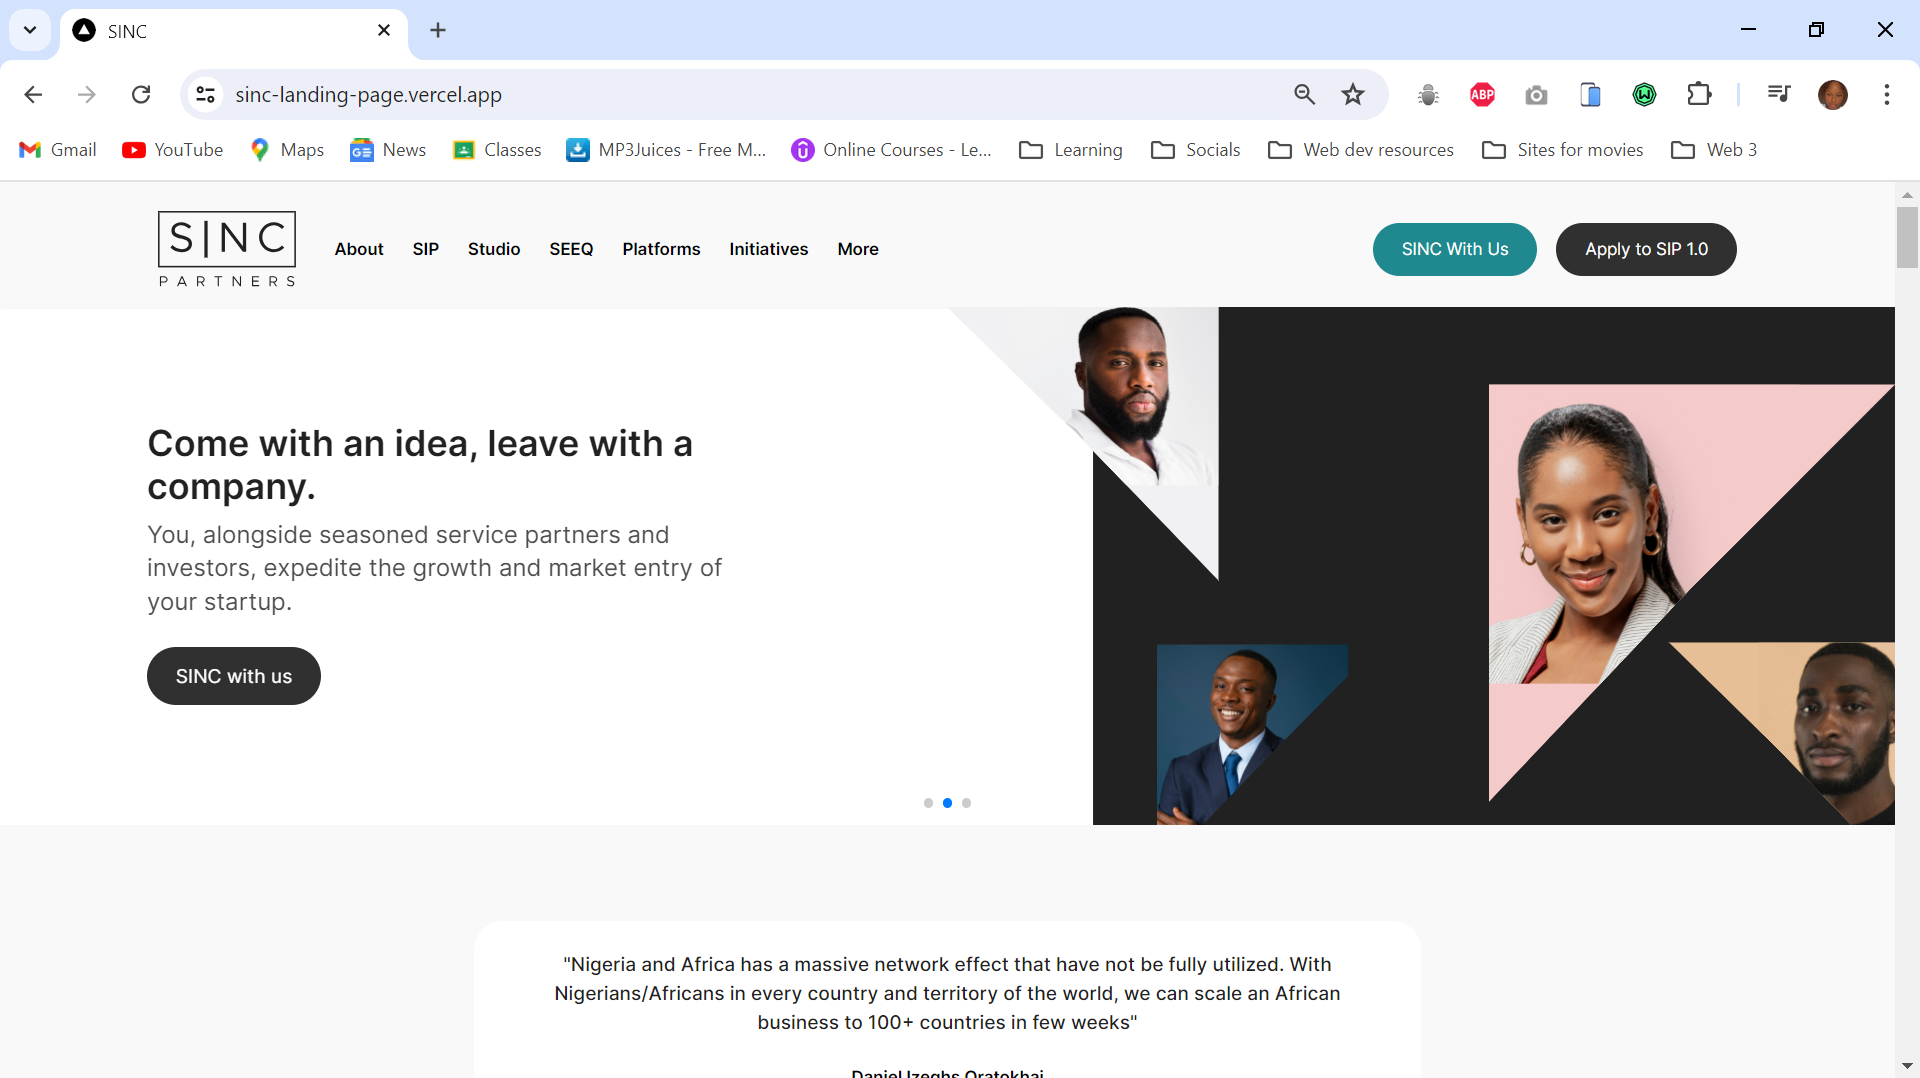 SINC
sinc-landing-page.vercel.app
ABP
Gmail
YouTube
Maps
News
Classes
MP3Juices - Free M...
Online Courses - Le...
Learning
Socials
Web dev resources
Sites for movies
Web 3
SINC
PARTNERS
About
SIP
Studio
SEEQ
Platforms
Initiatives
More
SINC With Us
Apply to SIP 1.0
Come with an idea, leave with a
company.
You, alongside seasoned service partners and
investors, expedite the growth and market entry of
your startup.
SINC with us
"Nigeria and Africa has a massive network effect that have not be fully utilized. With
Nigerians/Africans in every country and territory of the world, we can scale an African
business to 100+ countries in few weeks"
Daniel Izeghs Oratokhai